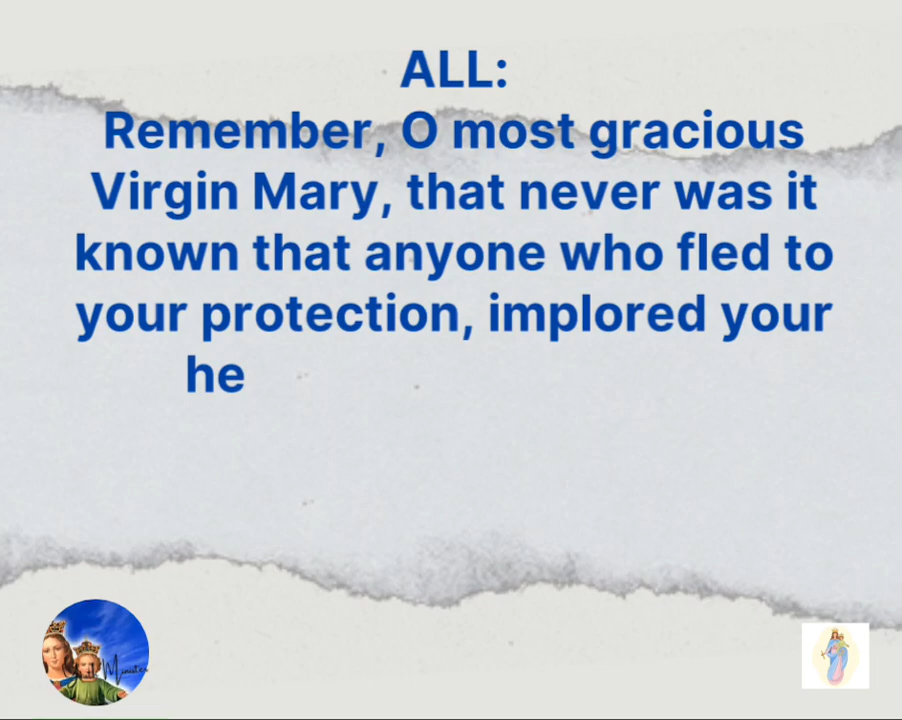 ALL:
Remember, O most gracious
Virgin Mary, that never was it
known that anyone who fled to
your protection, implored your
he